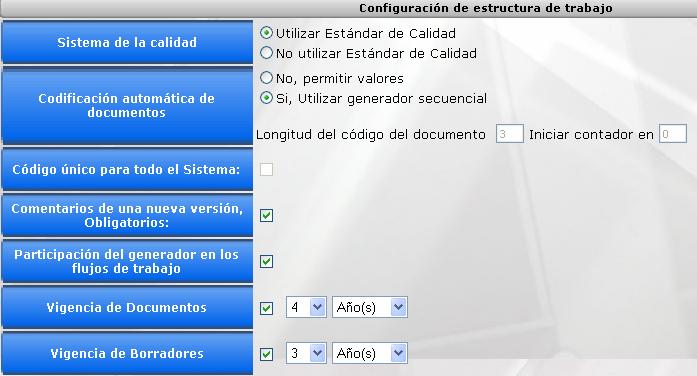 Configuración de estructura de trabajo
Sistema de la calidad
Utilizar Estándar de Calidad
No utilizar Estándar de Calidad
Codificación automática de
documentos
No, permitir valores
Si, Utilizar generador secuencial
Longitud del código del documento 3 Iniciar contador en 0
Código único para todo el Sistema:
Comentarios de una nueva versión,
Obligatorios:
Participación del generador en los
flujos de trabajo
Vigencia de Documentos 4 Año(s)
Vigencia de Borradores 3 Año(s)